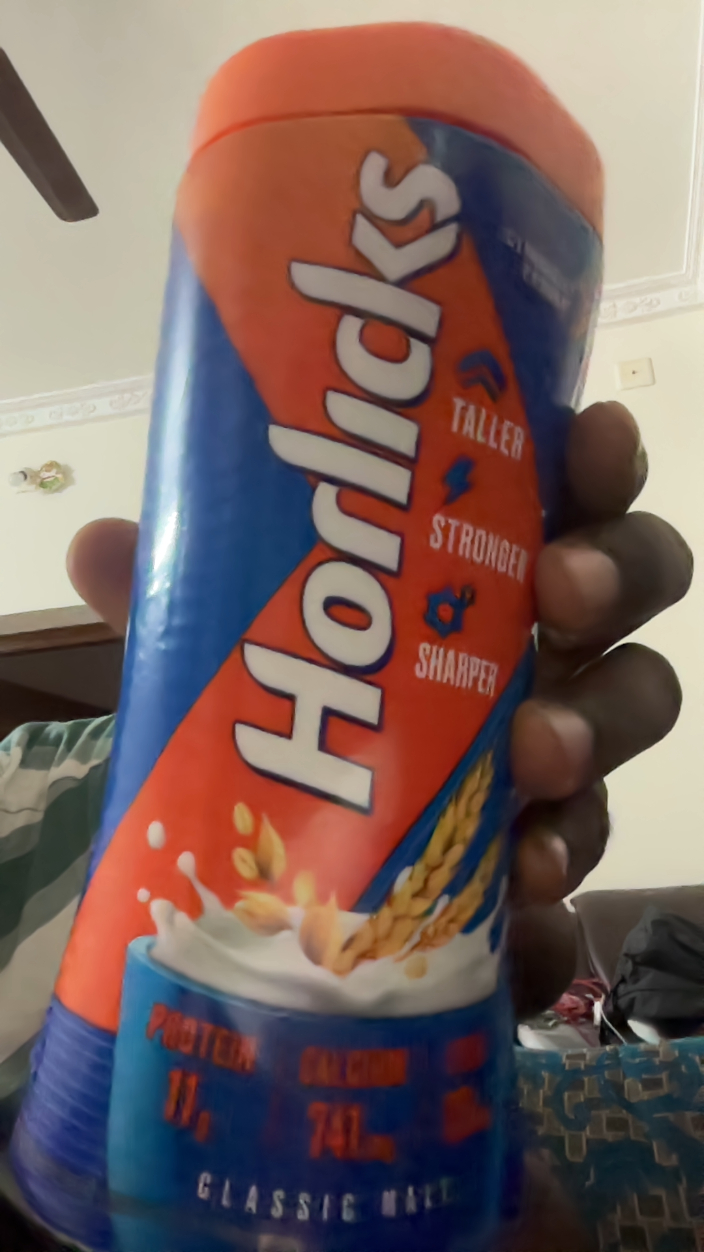 Horlicks
TALLER
STRONGER
SHARPER
PROTEIN
11g
CALCIUM
741mg
CLASSIC MALT